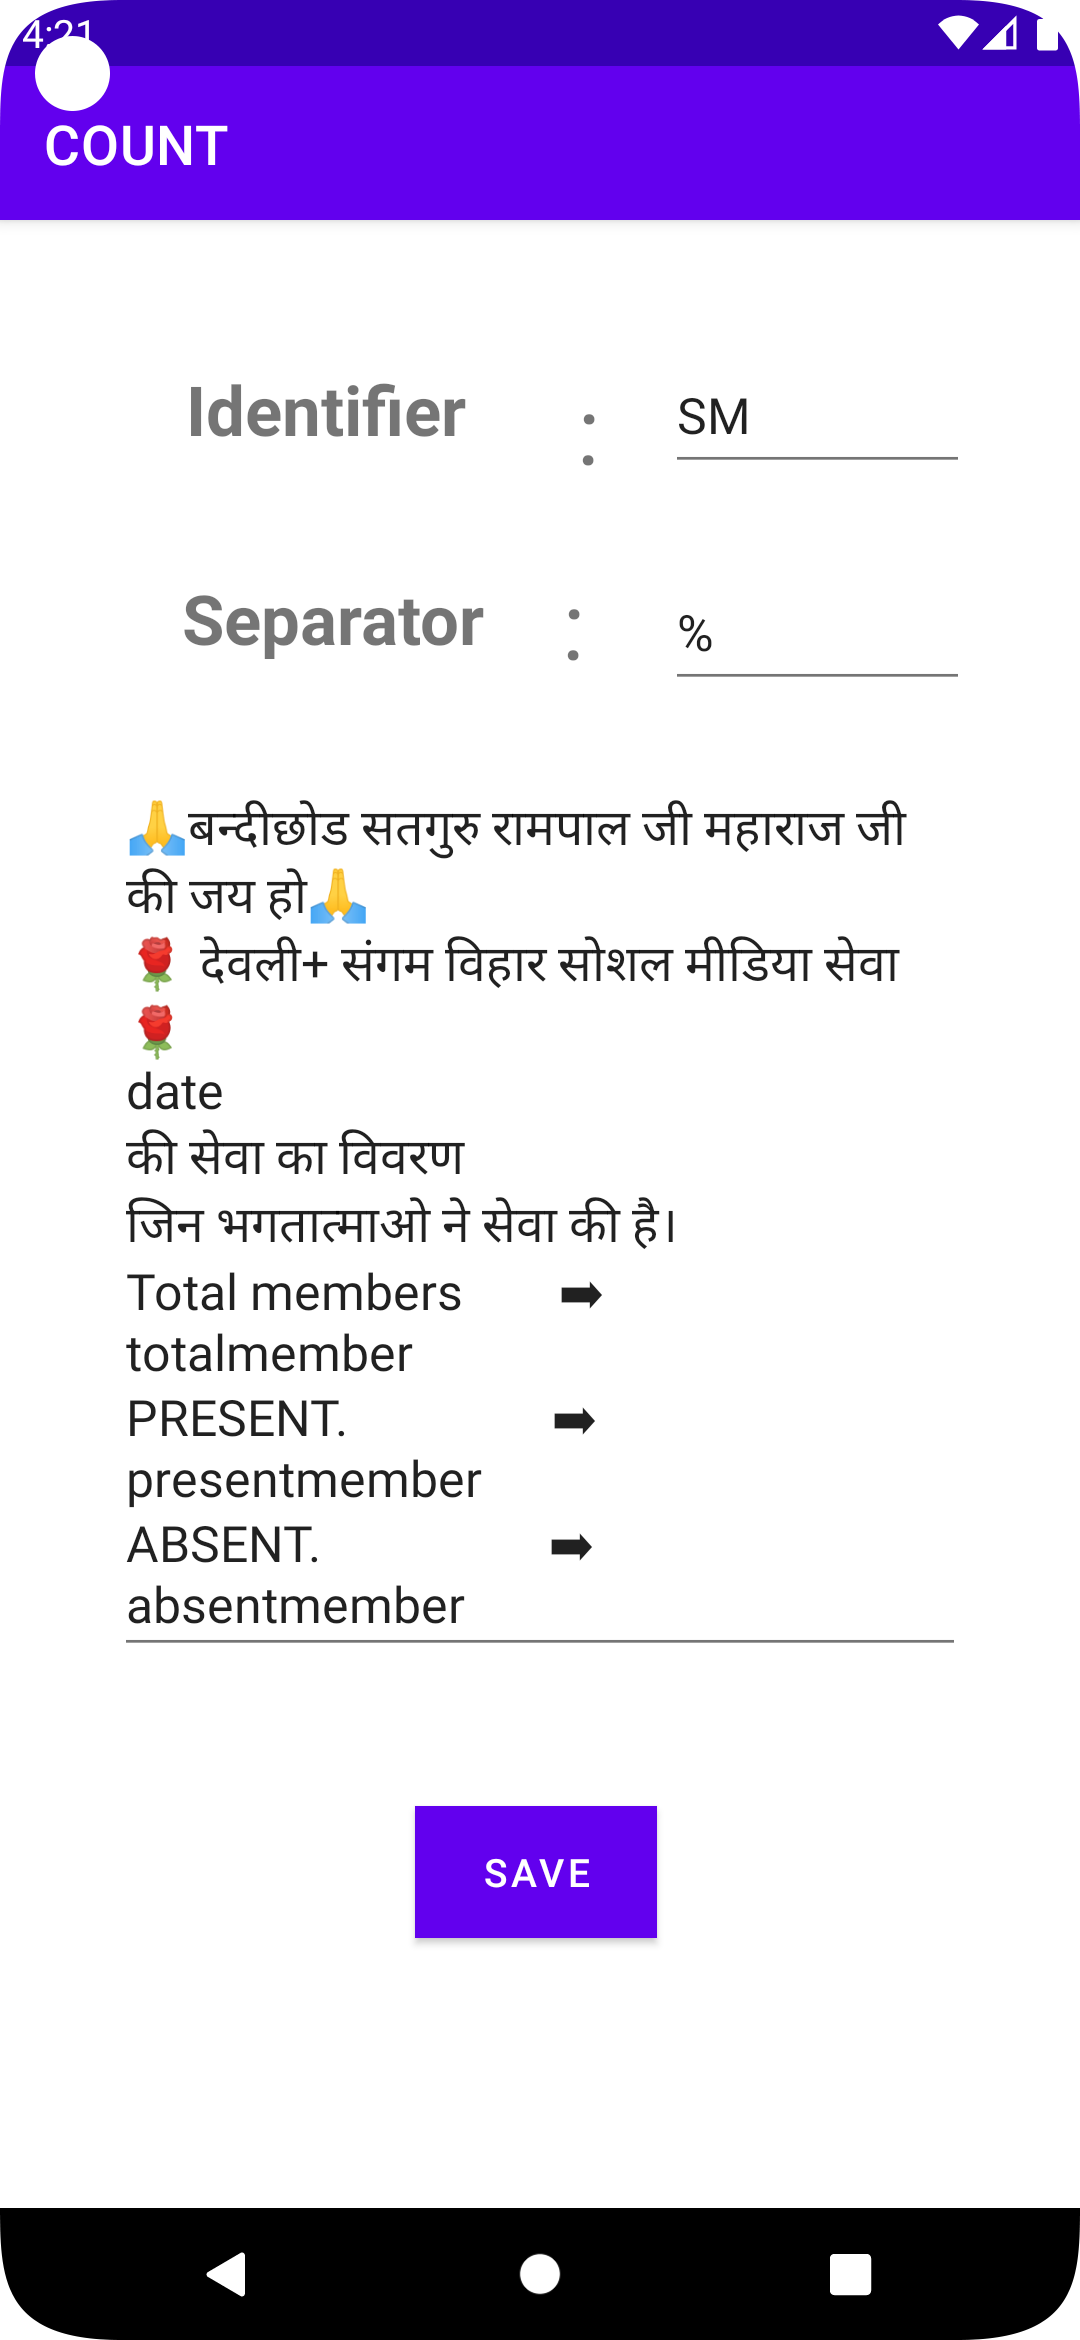 4:21
COUNT
Identifier : SM
Separator : %
🙏बन्दीछोड सतगुरु रामपाल जी महाराज जी
की जय हो🙏
🌹 देवली+ संगम विहार सोशल मीडिया सेवा
🌹
date
की सेवा का विवरण
जिन भगतात्माओ ने सेवा की है।
Total members ➡
totalmember
PRESENT. ➡
presentmember
ABSENT. ➡
absentmember
SAVE